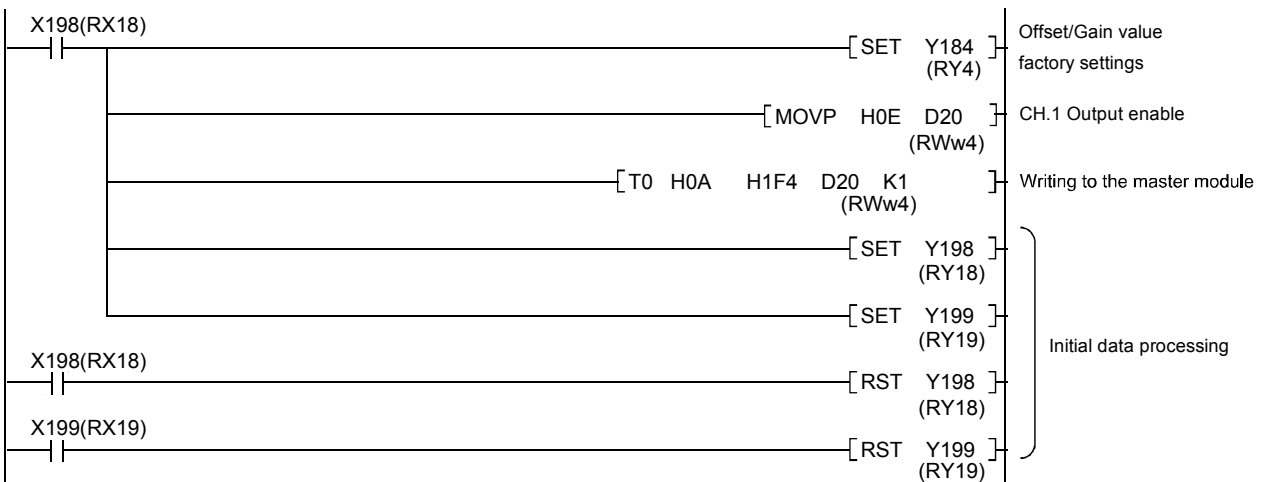 X198(RX18)
SET Y184
(RY4)
Offset/Gain value
factory settings
MOVP H0E D20
(RWw4)
CH.1 Output enable
T0 H0A H1F4 D20 K1
(RWw4)
Writing to the master module
SET Y198
(RY18)
SET Y199
(RY19)
Initial data processing
X198(RX18)
RST Y198
(RY18)
X199(RX19)
RST Y199
(RY19)